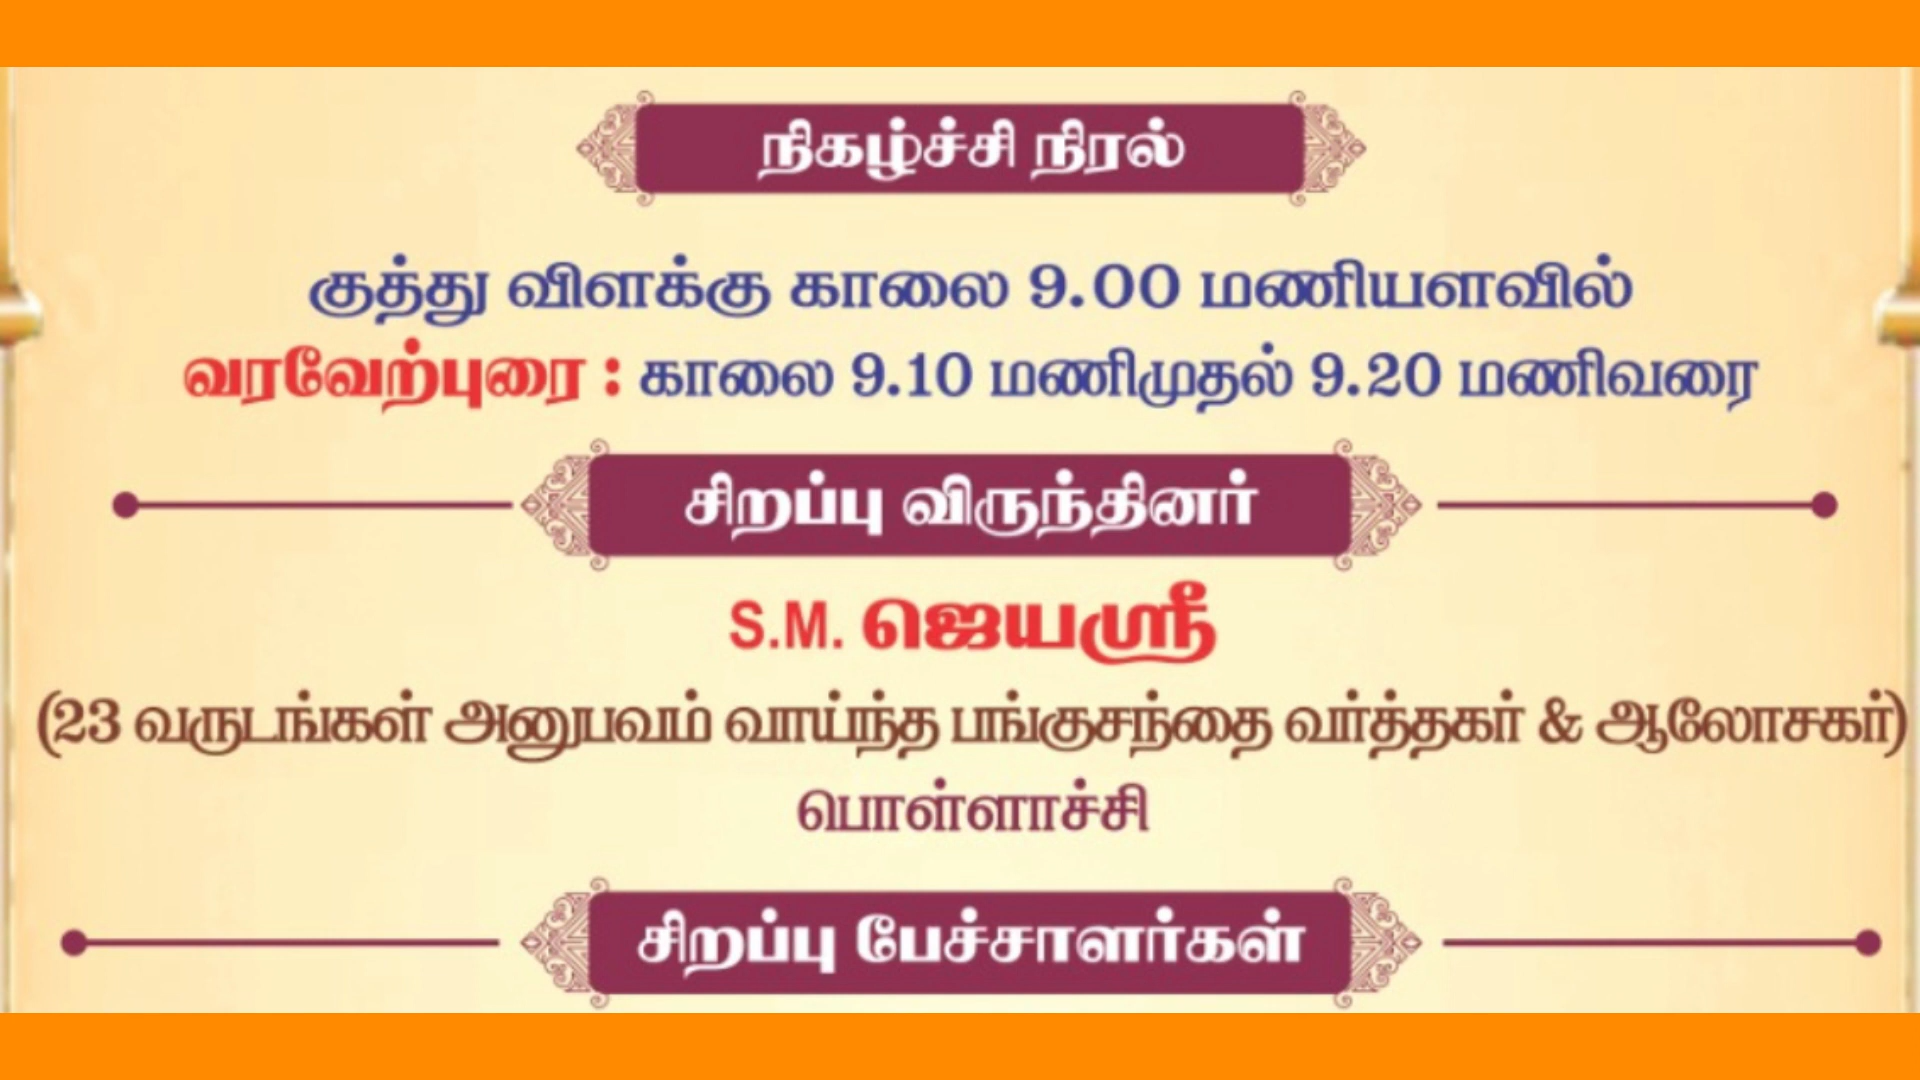 நிகழ்ச்சி நிரல்
குத்து விளக்கு காலை 9.00 மணியளவில்
வரவேற்புரை : காலை 9.10 மணிமுதல் 9.20 மணிவரை
சிறப்பு விருந்தினர்
S.M. ஜெயஸ்ரீ
(23 வருடங்கள் அனுபவம் வாய்ந்த பங்குசந்தை வர்த்தகர் & ஆலோசகர்)
பொள்ளாச்சி
சிறப்பு பேச்சாளர்கள்